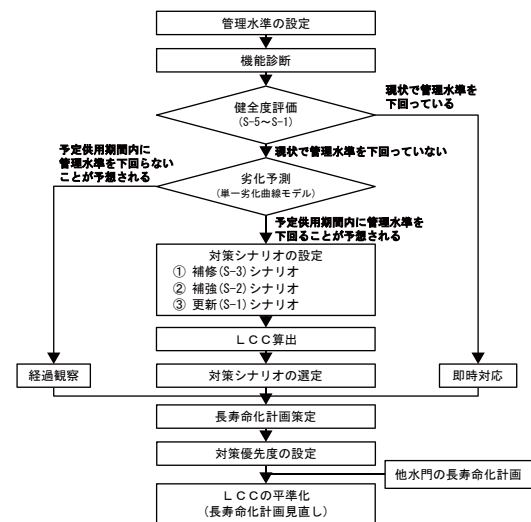 管理水準の設定
機能診断
健全度評価
(S-5～S-1)
現状で管理水準を
下回っている
予定供用期間内に
管理水準を下回らない
ことが予想される
現状で管理水準を下回っていない
劣化予測
(単一劣化曲線モデル)
予定供用期間内に管理水準を
下回ることが予想される
対策シナリオの設定
① 補修(S-3)シナリオ
② 補強(S-2)シナリオ
③ 更新(S-1)シナリオ
ＬＣＣ算出
経過観察
対策シナリオの選定
即時対応
長寿命化計画策定
対策優先度の設定
他水門の長寿命化計画
ＬＣＣの平準化
(長寿命化計画見直し)